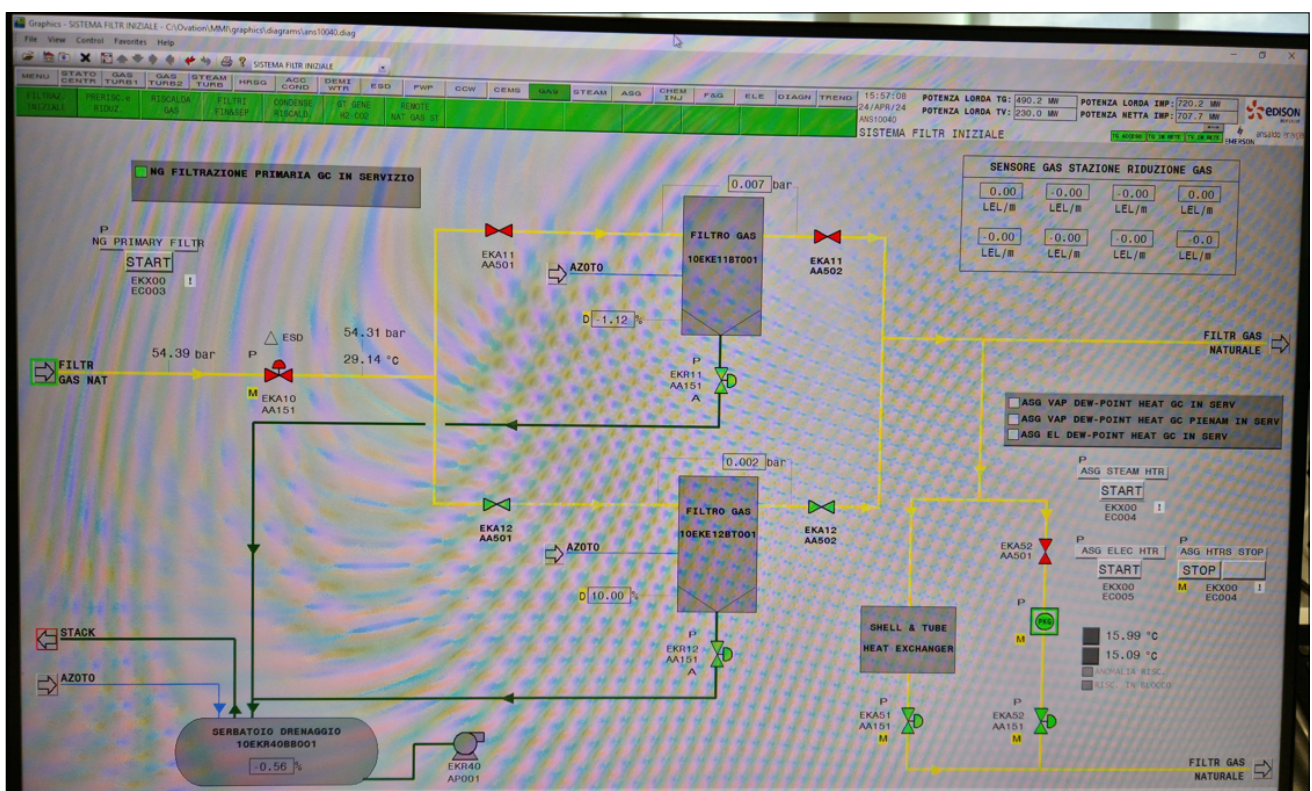 Graphics - SISTEMA FILTR INIZIALE - C:\Ovation\MMI\graphics\diagrams\ans10040.diag
File View Control Favorites Help
SISTEMA FILTR INIZIALE
MENU STATO CENTR GAS TURB1 GAS TURB2 STEAM TURB HRSG ACC COND DEMI WTR ESD FWP CCW CEMS GAS STEAM ASG CHEM INJ F&G ELE DIAGN TREND
FILTRAZ. INIZIALE PRERISC.e RIDUZ. RISCALDA GAS FILTRI FINASEP CONDENSE RISCALD. GT GENE H2-CO2 REMOTE NAT GAS ST
15:57:08
24/APR/24
ANS10040
SISTEMA FILTR INIZIALE
POTENZA LORDA TG: 490.2 MW POTENZA LORDA IMP: 720.2 MW
POTENZA LORDA TV: 230.0 MW POTENZA NETTA IMP: 707.7 MW
EDISON
EMERSON
NG FILTRAZIONE PRIMARIA GC IN SERVIZIO
SENSORE GAS STAZIONE RIDUZIONE GAS
0.00 -0.00 -0.00 0.00
LEL/m LEL/m LEL/m LEL/m
-0.00 -0.00 -0.00 -0.0
LEL/m LEL/m LEL/m LEL/m
P
NG PRIMARY FILTR
START
EKX00
EC003
!
0.007 bar
FILTRO GAS
10EKE11BT001
EKA11
AA501
EKA11
AA502
AZOTO
D -1.12 %
P
EKR11
AA151
A
FILTR
GAS NAT
54.39 bar
ESD
P
M
EKA10
AA151
54.31 bar
29.14 °C
FILTR GAS
NATURALE
ASG VAP DEW-POINT HEAT GC IN SERV
ASG VAP DEW-POINT HEAT GC PIENAM IN SERV
ASG EL DEW-POINT HEAT GC IN SERV
0.002 bar
FILTRO GAS
10EKE12BT001
EKA12
AA501
EKA12
AA502
AZOTO
D 10.00 %
P
EKR12
AA151
A
P
ASG STEAM HTR
START
EKX00
EC004
!
P
ASG ELEC HTR
START
EKX00
EC005
P
ASG HTRS STOP
STOP
M
EKX00
EC004
!
EKA52
AA501
P
PKG
M
SHELL & TUBE
HEAT EXCHANGER
15.99 °C
15.09 °C
ANOMALIA RISC.
RISC. IN BLOCCO
P
EKA51
AA151
M
P
EKA52
AA151
M
STACK
AZOTO
SERBATOIO DRENAGGIO
10EKR40BB001
-0.56 %
EKR40
AP001
FILTR GAS
NATURALE